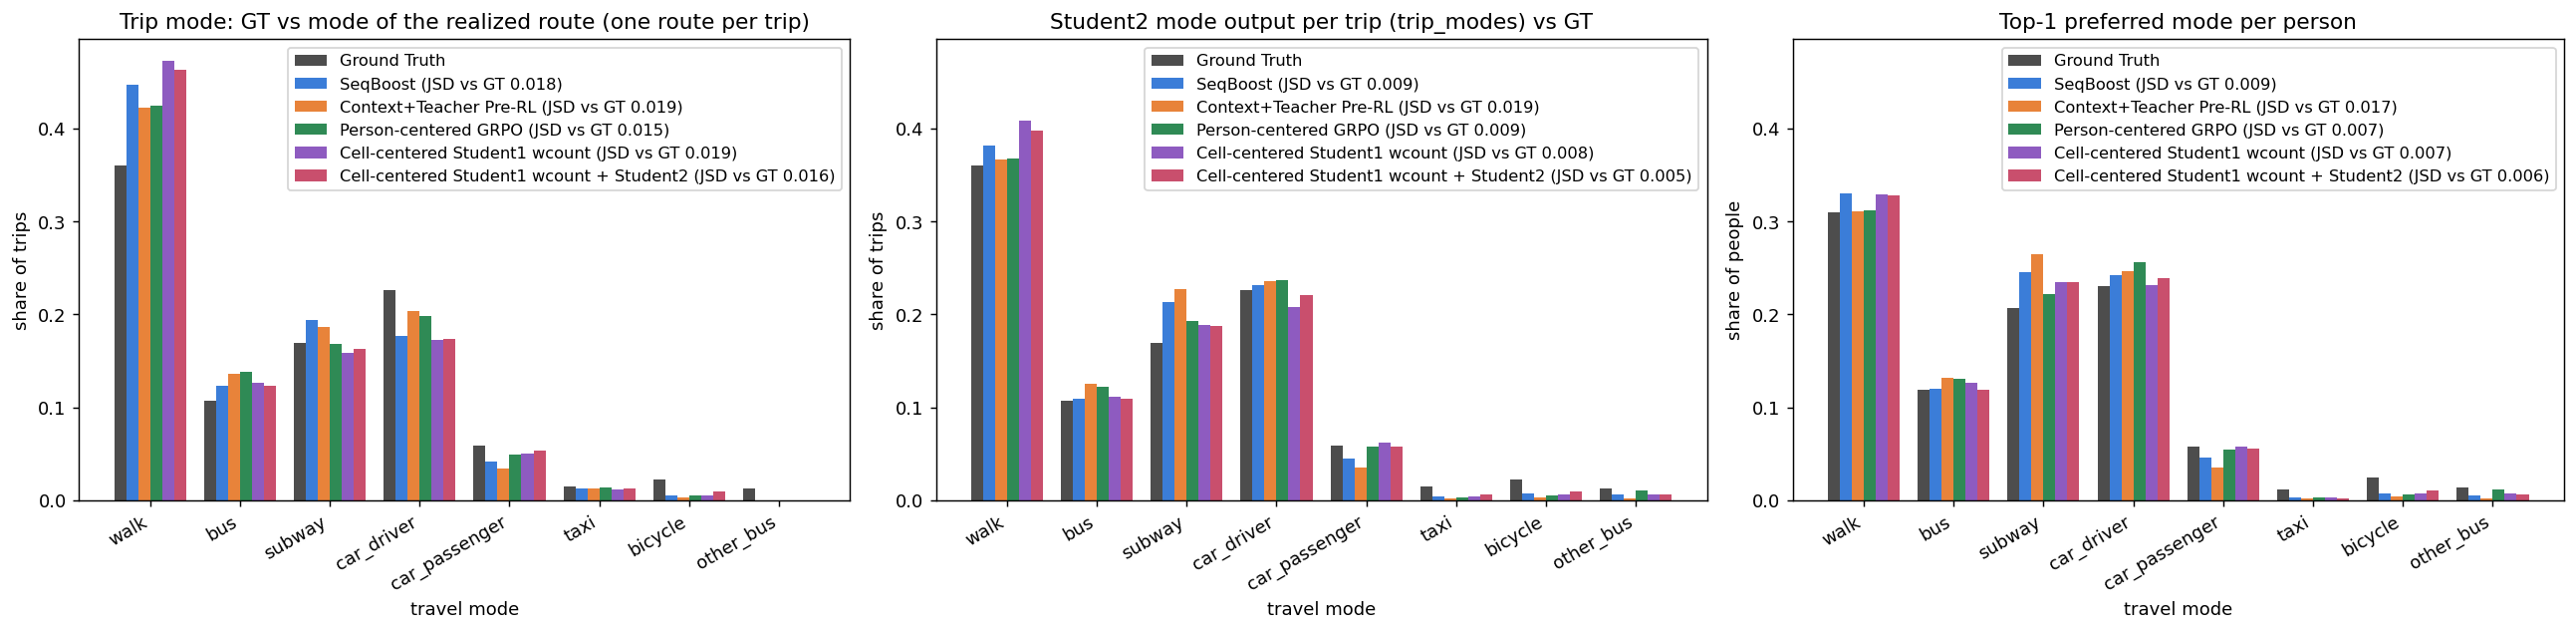 Trip mode: GT vs mode of the realized route (one route per trip)
Ground Truth
SeqBoost (JSD vs GT 0.018)
Context+Teacher Pre-RL (JSD vs GT 0.019)
Person-centered GRPO (JSD vs GT 0.015)
Cell-centered Student1 wcount (JSD vs GT 0.019)
Cell-centered Student1 wcount + Student2 (JSD vs GT 0.016)
share of trips
0.4
0.3
0.2
0.1
0.0
walk
bus
subway
car_driver
car_passenger
taxi
bicycle
other_bus
travel mode
Student2 mode output per trip (trip_modes) vs GT
Ground Truth
SeqBoost (JSD vs GT 0.009)
Context+Teacher Pre-RL (JSD vs GT 0.019)
Person-centered GRPO (JSD vs GT 0.009)
Cell-centered Student1 wcount (JSD vs GT 0.008)
Cell-centered Student1 wcount + Student2 (JSD vs GT 0.005)
share of trips
0.4
0.3
0.2
0.1
0.0
walk
bus
subway
car_driver
car_passenger
taxi
bicycle
other_bus
travel mode
Top-1 preferred mode per person
Ground Truth
SeqBoost (JSD vs GT 0.009)
Context+Teacher Pre-RL (JSD vs GT 0.017)
Person-centered GRPO (JSD vs GT 0.007)
Cell-centered Student1 wcount (JSD vs GT 0.007)
Cell-centered Student1 wcount + Student2 (JSD vs GT 0.006)
share of people
0.4
0.3
0.2
0.1
0.0
walk
bus
subway
car_driver
car_passenger
taxi
bicycle
other_bus
travel mode